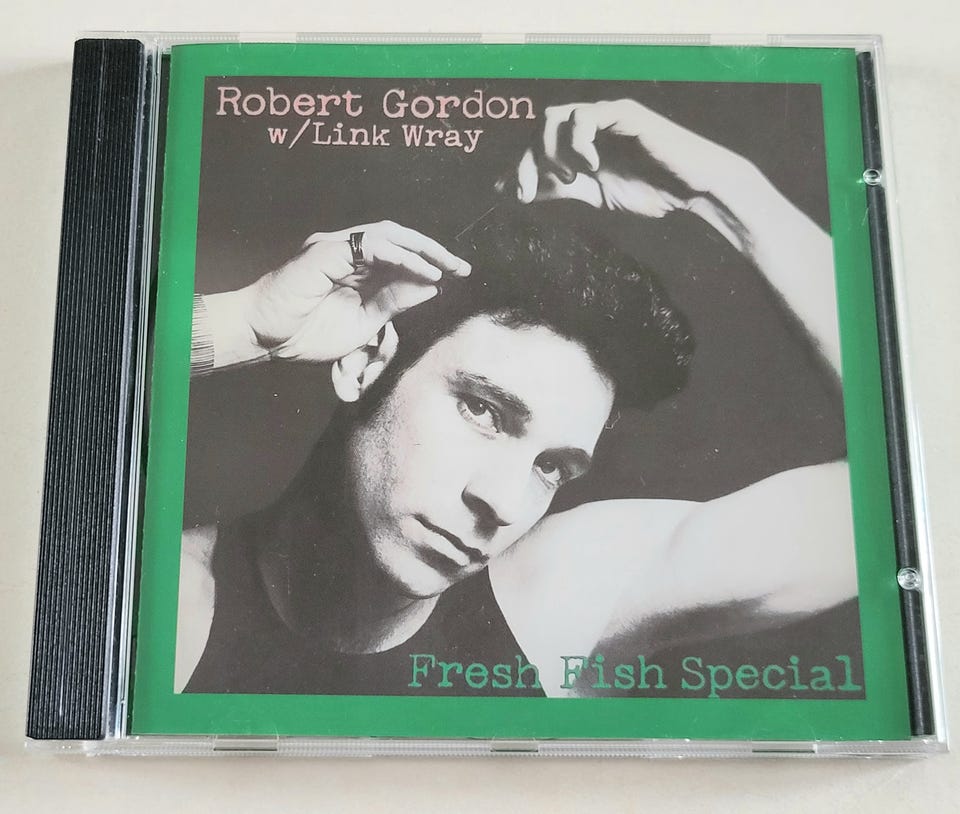 Robert Gordon
w/Link Wray
Fresh Fish Special